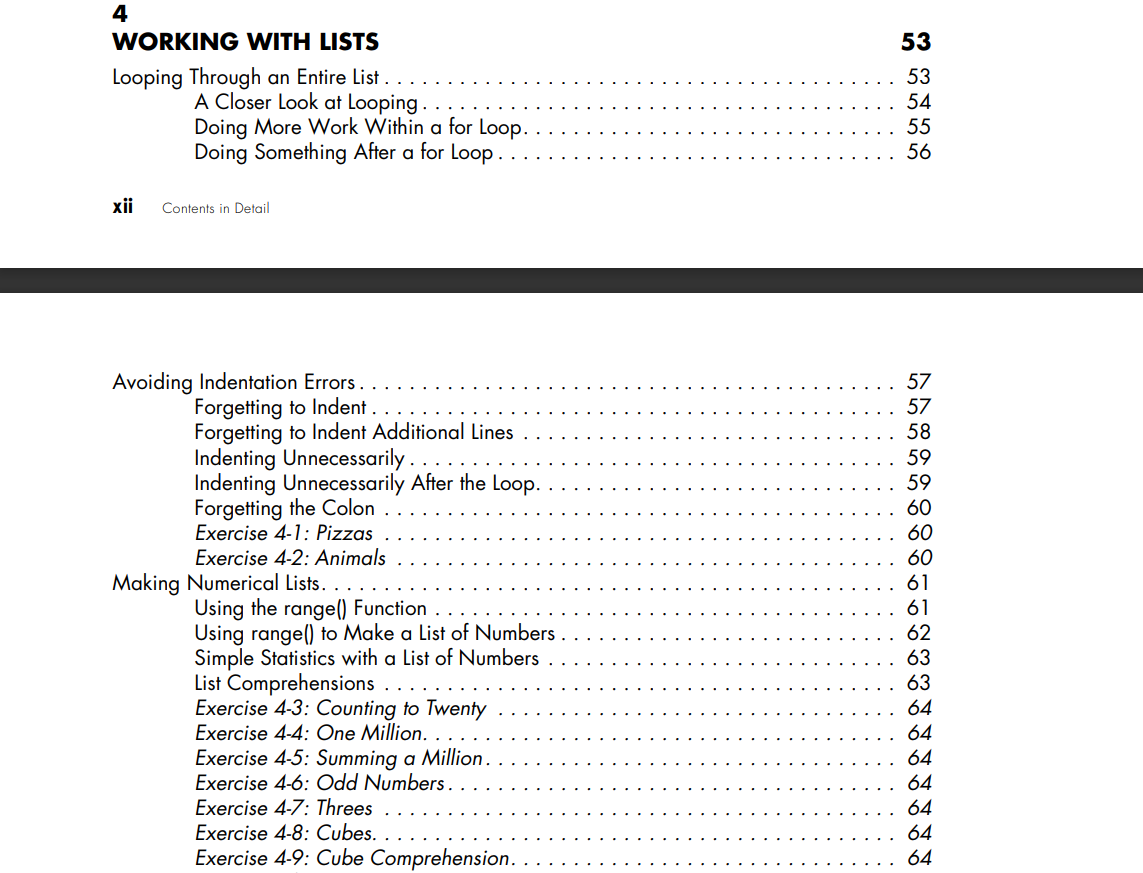 4
WORKING WITH LISTS 53
Looping Through an Entire List . . . . . . . . . . . . . . . . . . . . . . . . . . . . . . . . . . . . . . . . 53
A Closer Look at Looping . . . . . . . . . . . . . . . . . . . . . . . . . . . . . . . . . . . . . 54
Doing More Work Within a for Loop. . . . . . . . . . . . . . . . . . . . . . . . . . . . . . 55
Doing Something After a for Loop . . . . . . . . . . . . . . . . . . . . . . . . . . . . . . . 56
xii Contents in Detail
Avoiding Indentation Errors . . . . . . . . . . . . . . . . . . . . . . . . . . . . . . . . . . . . . . . . . . 57
Forgetting to Indent . . . . . . . . . . . . . . . . . . . . . . . . . . . . . . . . . . . . . . . . . 57
Forgetting to Indent Additional Lines . . . . . . . . . . . . . . . . . . . . . . . . . . . . . 58
Indenting Unnecessarily . . . . . . . . . . . . . . . . . . . . . . . . . . . . . . . . . . . . . . 59
Indenting Unnecessarily After the Loop. . . . . . . . . . . . . . . . . . . . . . . . . . . . 59
Forgetting the Colon . . . . . . . . . . . . . . . . . . . . . . . . . . . . . . . . . . . . . . . . 60
Exercise 4-1: Pizzas . . . . . . . . . . . . . . . . . . . . . . . . . . . . . . . . . . . . . . . . 60
Exercise 4-2: Animals . . . . . . . . . . . . . . . . . . . . . . . . . . . . . . . . . . . . . . . 60
Making Numerical Lists. . . . . . . . . . . . . . . . . . . . . . . . . . . . . . . . . . . . . . . . . . . . . 61
Using the range() Function . . . . . . . . . . . . . . . . . . . . . . . . . . . . . . . . . . . . 61
Using range() to Make a List of Numbers . . . . . . . . . . . . . . . . . . . . . . . . . . 62
Simple Statistics with a List of Numbers . . . . . . . . . . . . . . . . . . . . . . . . . . . 63
List Comprehensions . . . . . . . . . . . . . . . . . . . . . . . . . . . . . . . . . . . . . . . . 63
Exercise 4-3: Counting to Twenty . . . . . . . . . . . . . . . . . . . . . . . . . . . . . . . 64
Exercise 4-4: One Million. . . . . . . . . . . . . . . . . . . . . . . . . . . . . . . . . . . . . 64
Exercise 4-5: Summing a Million . . . . . . . . . . . . . . . . . . . . . . . . . . . . . . . . 64
Exercise 4-6: Odd Numbers . . . . . . . . . . . . . . . . . . . . . . . . . . . . . . . . . . . 64
Exercise 4-7: Threes . . . . . . . . . . . . . . . . . . . . . . . . . . . . . . . . . . . . . . . . 64
Exercise 4-8: Cubes. . . . . . . . . . . . . . . . . . . . . . . . . . . . . . . . . . . . . . . . . 64
Exercise 4-9: Cube Comprehension. . . . . . . . . . . . . . . . . . . . . . . . . . . . . . 64